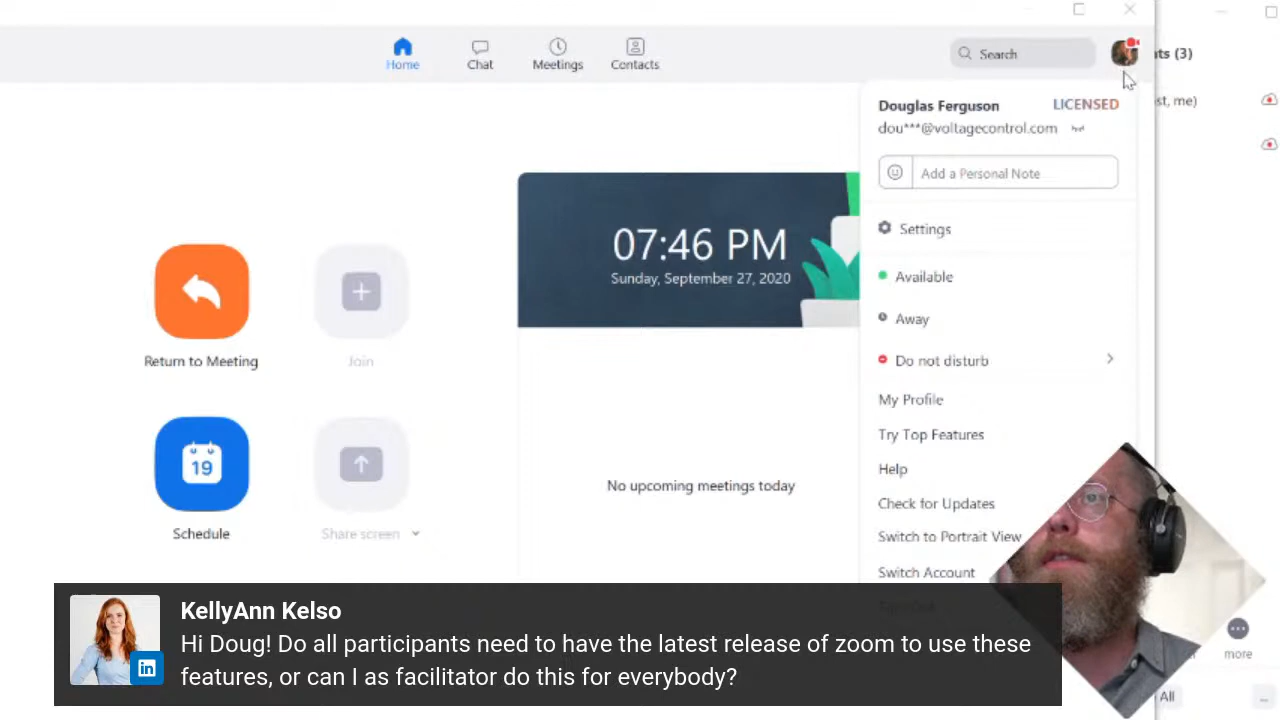 Home
Chat
Meetings
Contacts
Search
ts (3)
Douglas Ferguson
LICENSED
st, me)
dou***@voltagecontrol.com
Add a Personal Note
Settings
07:46 PM
Sunday, September 27, 2020
Available
Away
Return to Meeting
Join
Do not disturb
My Profile
Try Top Features
19
Help
No upcoming meetings today
Check for Updates
Schedule
Share screen
Switch to Portrait View
Switch Account
KellyAnn Kelso
Hi Doug! Do all participants need to have the latest release of zoom to use these
features, or can I as facilitator do this for everybody?
in
more
All
...